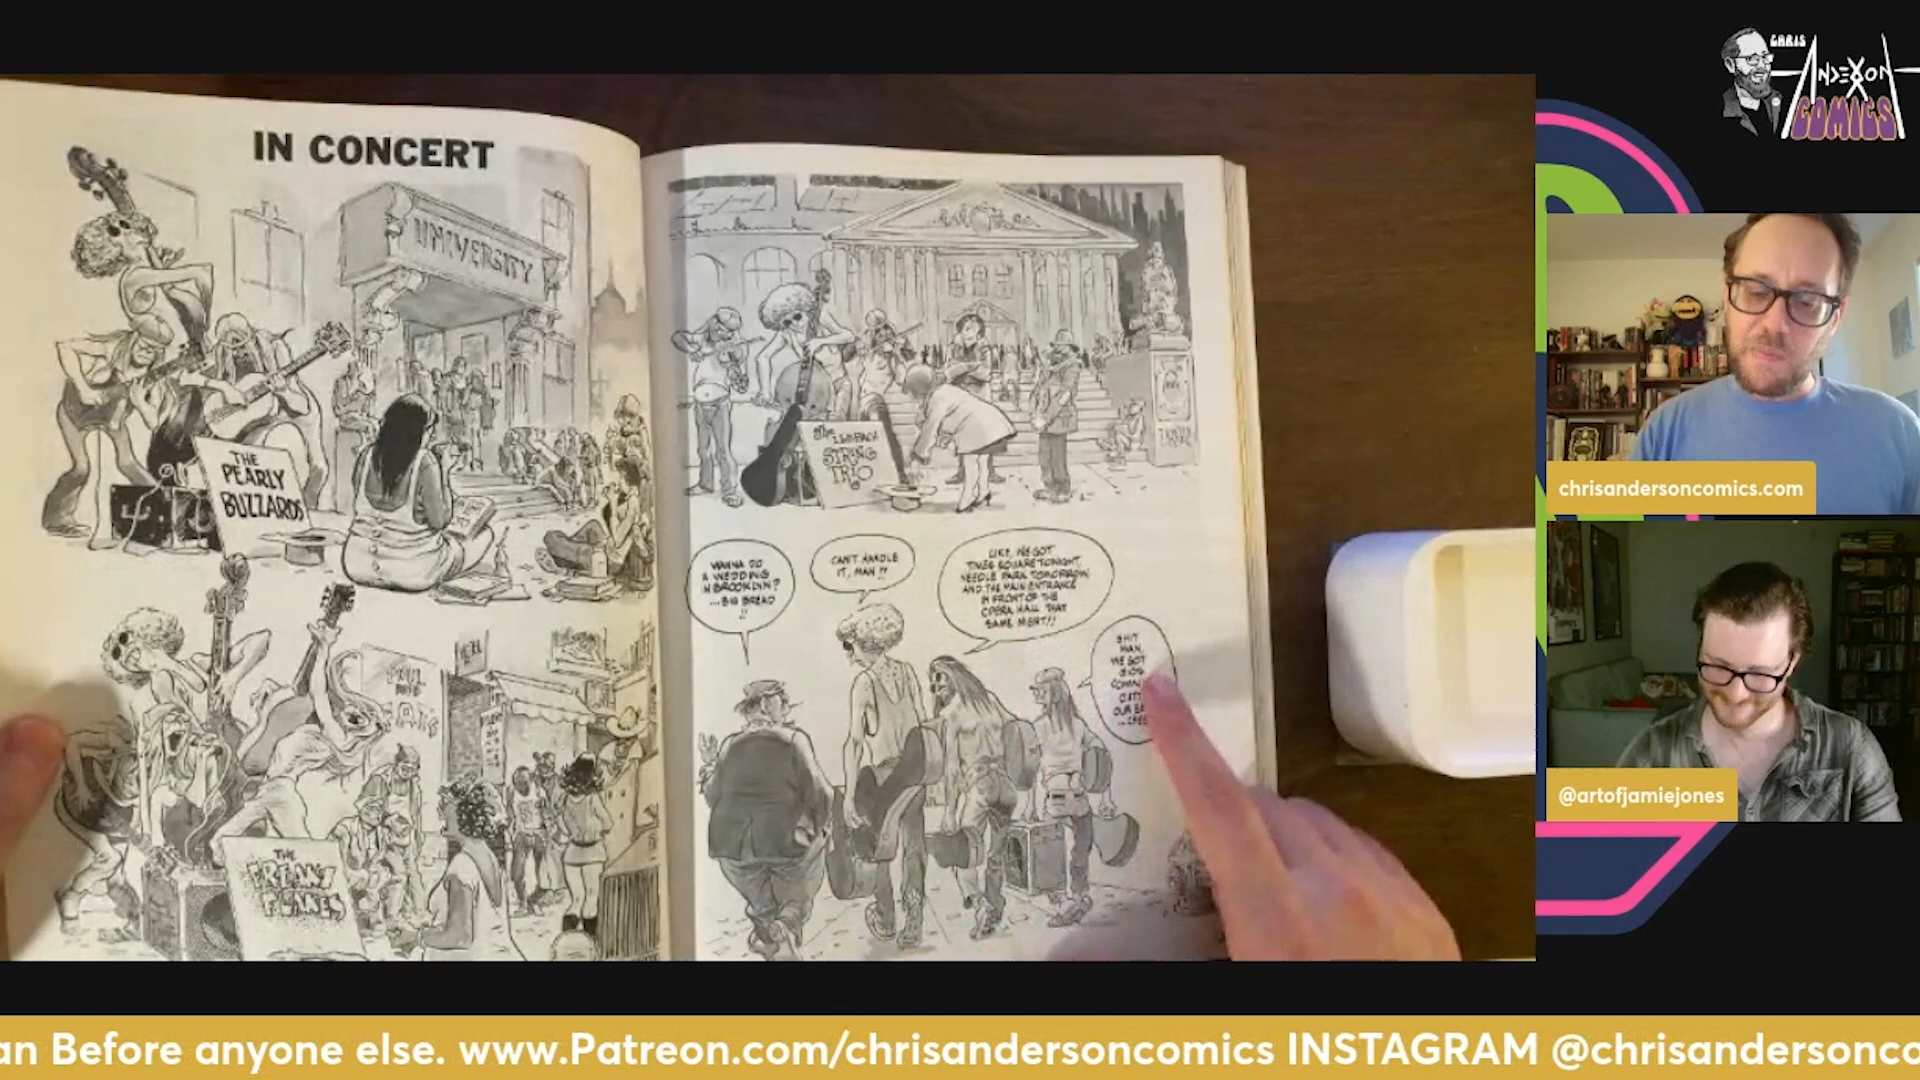 IN CONCERT
UNIVERSITY
THE
PEARLY
BUZZARDS
THE
FREAKY
FLAKES
The
STRING
TRIO
WANNA DO
A WEDDING
IN BROOKLYN?
...BIG BREAD
!!
CAN'T HANDLE
IT, MAN!!
LIKE, WE GOT
TIMES SQUARE TONIGHT,
NEEDLE PARK TOMORROW
AND THE MAIN ENTRANCE
IN FRONT OF THE
OPERA HALL THAT
SAME NIGHT!!
SHIT
MAN,
WE GOT
GIGS
OUR
CHRIS
ANDERSON
COMICS
chrisandersoncomics.com
@artofjamiejones
an Before anyone else. www.Patreon.com/chrisandersoncomics INSTAGRAM @chrisandersonco